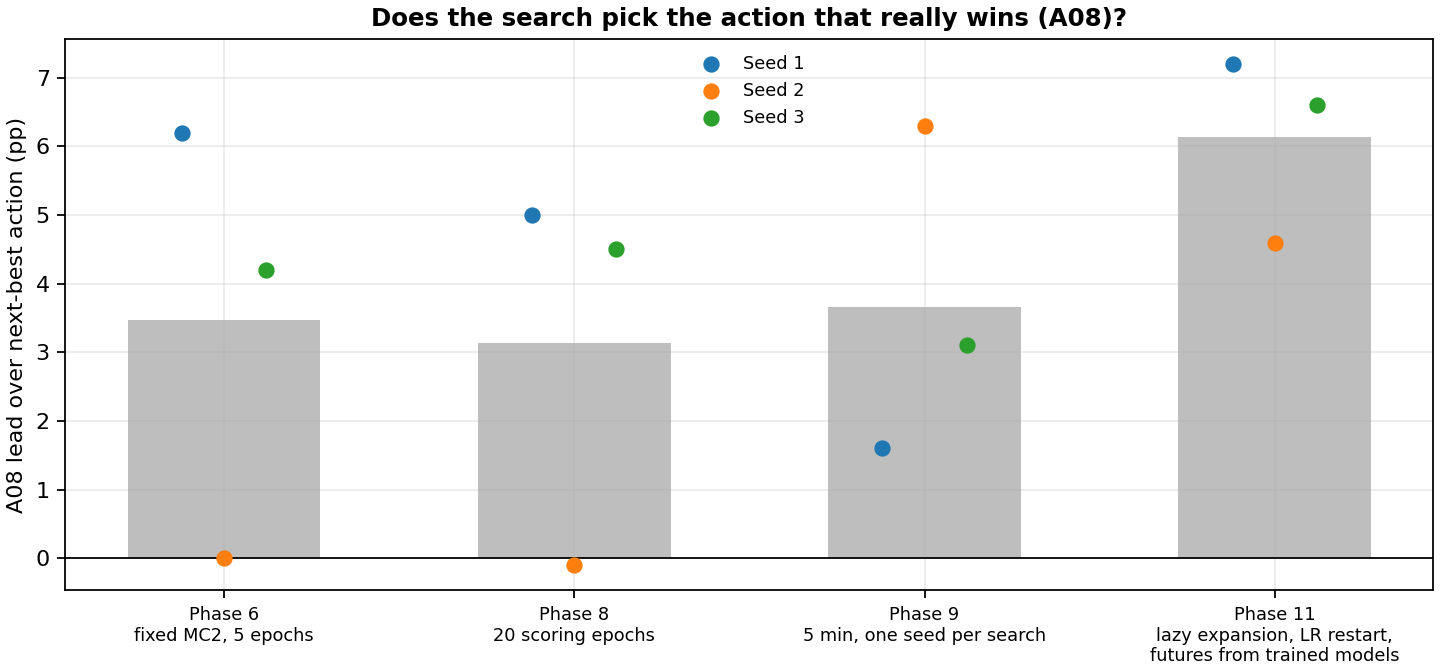 Does the search pick the action that really wins (A08)?
A08 lead over next-best action (pp)
7
6
5
4
3
2
1
0
Seed 1
Seed 2
Seed 3
Phase 6
fixed MC2, 5 epochs
Phase 8
20 scoring epochs
Phase 9
5 min, one seed per search
Phase 11
lazy expansion, LR restart,
futures from trained models